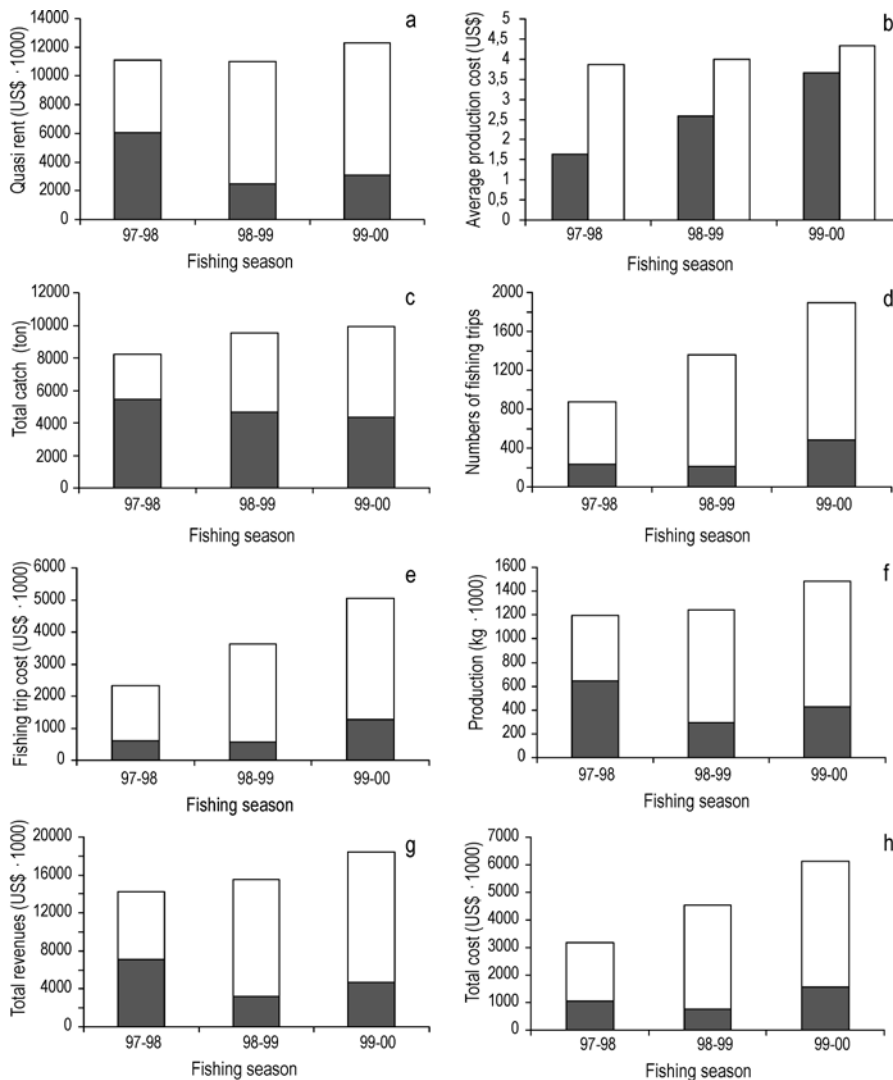 a
Quasi rent (US$ · 1000)
14000
12000
10000
8000
6000
4000
2000
0
97-98 98-99 99-00
Fishing season
b
Average production cost (US$)
5
4,5
4
3,5
3
2,5
2
1,5
1
0,5
0
97-98 98-99 99-00
Fishing season
c
Total catch (ton)
12000
10000
8000
6000
4000
2000
0
97-98 98-99 99-00
Fishing season
d
Numbers of fishing trips
2000
1600
1200
800
400
0
97-98 98-99 99-00
Fishing season
e
Fishing trip cost (US$ · 1000)
6000
5000
4000
3000
2000
1000
0
97-98 98-99 99-00
Fishing season
f
Production (kg · 1000)
1600
1400
1200
1000
800
600
400
200
0
97-98 98-99 99-00
Fishing season
g
Total revenues (US$ · 1000)
20000
16000
12000
8000
4000
0
97-98 98-99 99-00
Fishing season
h
Total cost (US$ · 1000)
7000
6000
5000
4000
3000
2000
1000
0
97-98 98-99 99-00
Fishing season